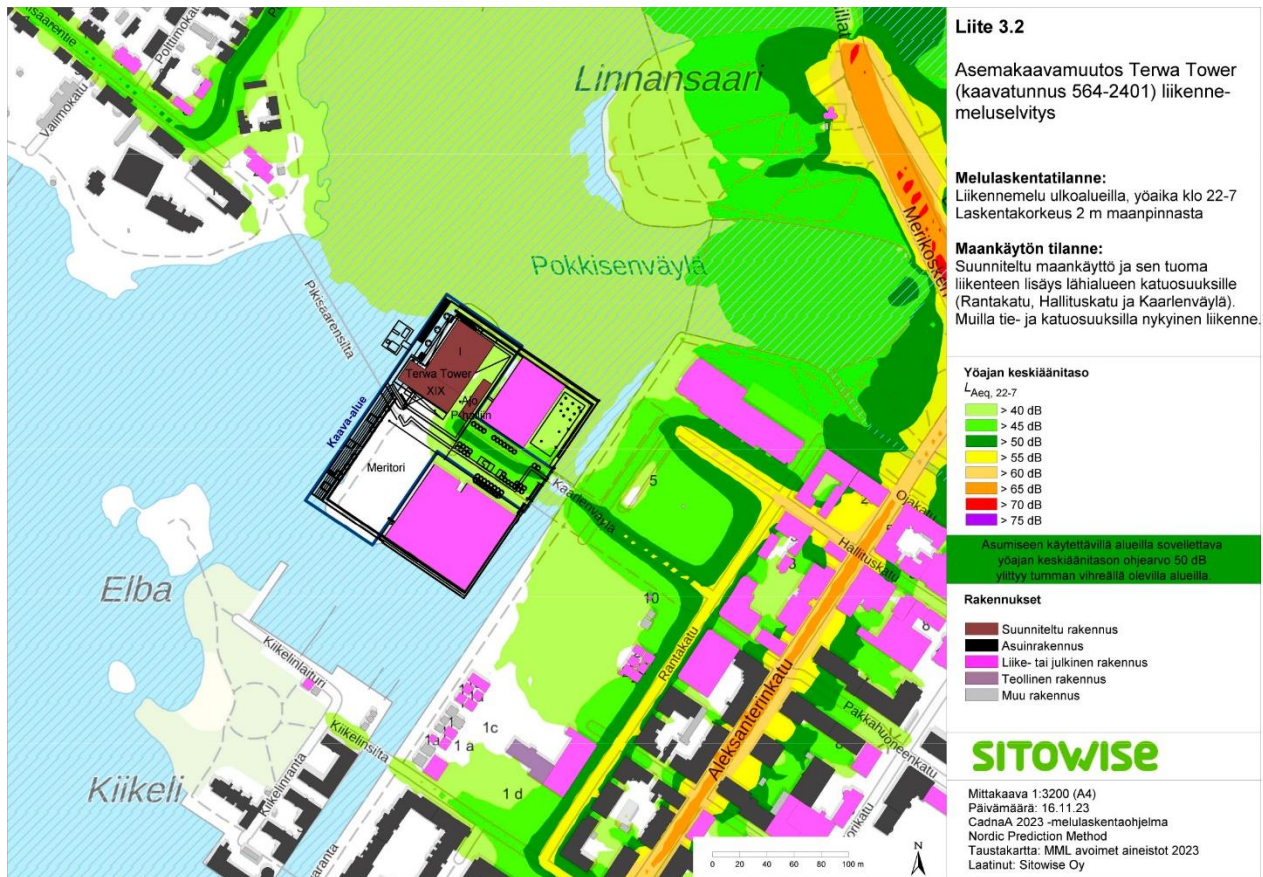 Liite 3.2
Asemakaavamuutos Terwa Tower
(kaavatunnus 564-2401) liikenne-
meluselvitys
Melulaskentatilanne:
Liikennemelu ulkoalueilla, yöaika klo 22-7
Laskentakorkeus 2 m maanpinnasta
Maankäytön tilanne:
Suunniteltu maankäyttö ja sen tuoma
liikenteen lisäys lähialueen katuosuuksille
(Rantakatu, Hallituskatu ja Kaarlenväylä).
Muilla tie- ja katuosuuksilla nykyinen liikenne.
Yöajan keskiäänitaso
LAeq, 22-7
> 40 dB
> 45 dB
> 50 dB
> 55 dB
> 60 dB
> 65 dB
> 70 dB
> 75 dB
Asumiseen käytettävillä alueilla sovellettava
yöajan keskiäänitason ohjearvo 50 dB
ylittyy tumman vihreällä olevilla alueilla.
Rakennukset
Suunniteltu rakennus
Asuinrakennus
Liike- tai julkinen rakennus
Teollinen rakennus
Muu rakennus
SITOWISE
Mittakaava 1:3200 (A4)
Päivämäärä: 16.11.23
CadnaA 2023 -melulaskentaohjelma
Nordic Prediction Method
Taustakartta: MML avoimet aineistot 2023
Laatinut: Sitowise Oy
Pikisaarentie
Polttimokatu
Valimokatu
Linnansaari
Merikosken
Pokkisenväylä
Pikisaarensilta
I
Terwa Tower
XIX
Ajo
P-halliin
Kaava-alue
Meritori
Kaarlenväylä
5
Ojakatu
Hallituskatu
3
8
10
Elba
Rantakatu
Kiikelinlaituri
Aleksanterinkatu
Pakkahuoneenkatu
1c
1 a
1 d
Kiikelinsilta
Kiikelinranta
Kiikeli
0 20 40 60 80 100 m
N